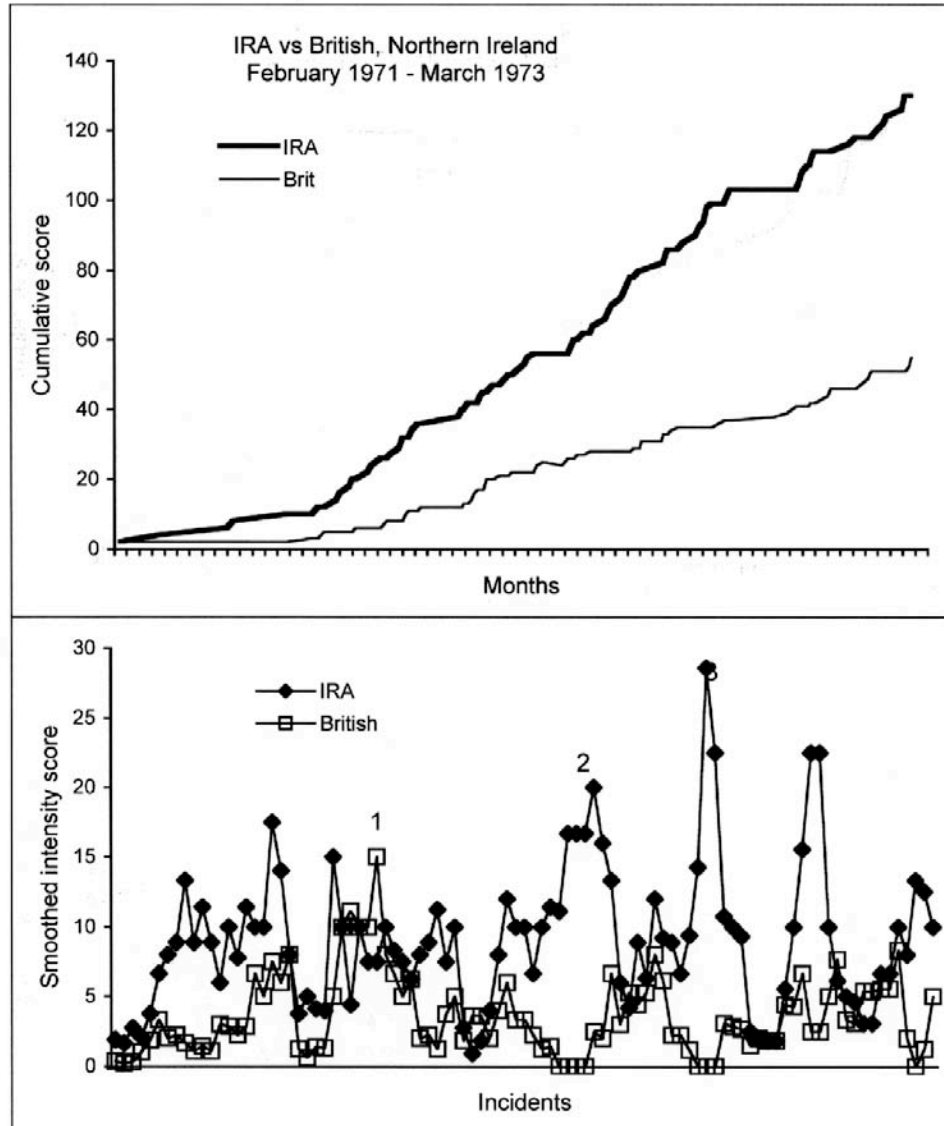 IRA vs British, Northern Ireland
February 1971 - March 1973
140
120
100
80
60
40
20
0
Cumulative score
IRA
Brit
Months
30
25
20
15
10
5
0
Smoothed intensity score
IRA
British
1
2
3
Incidents